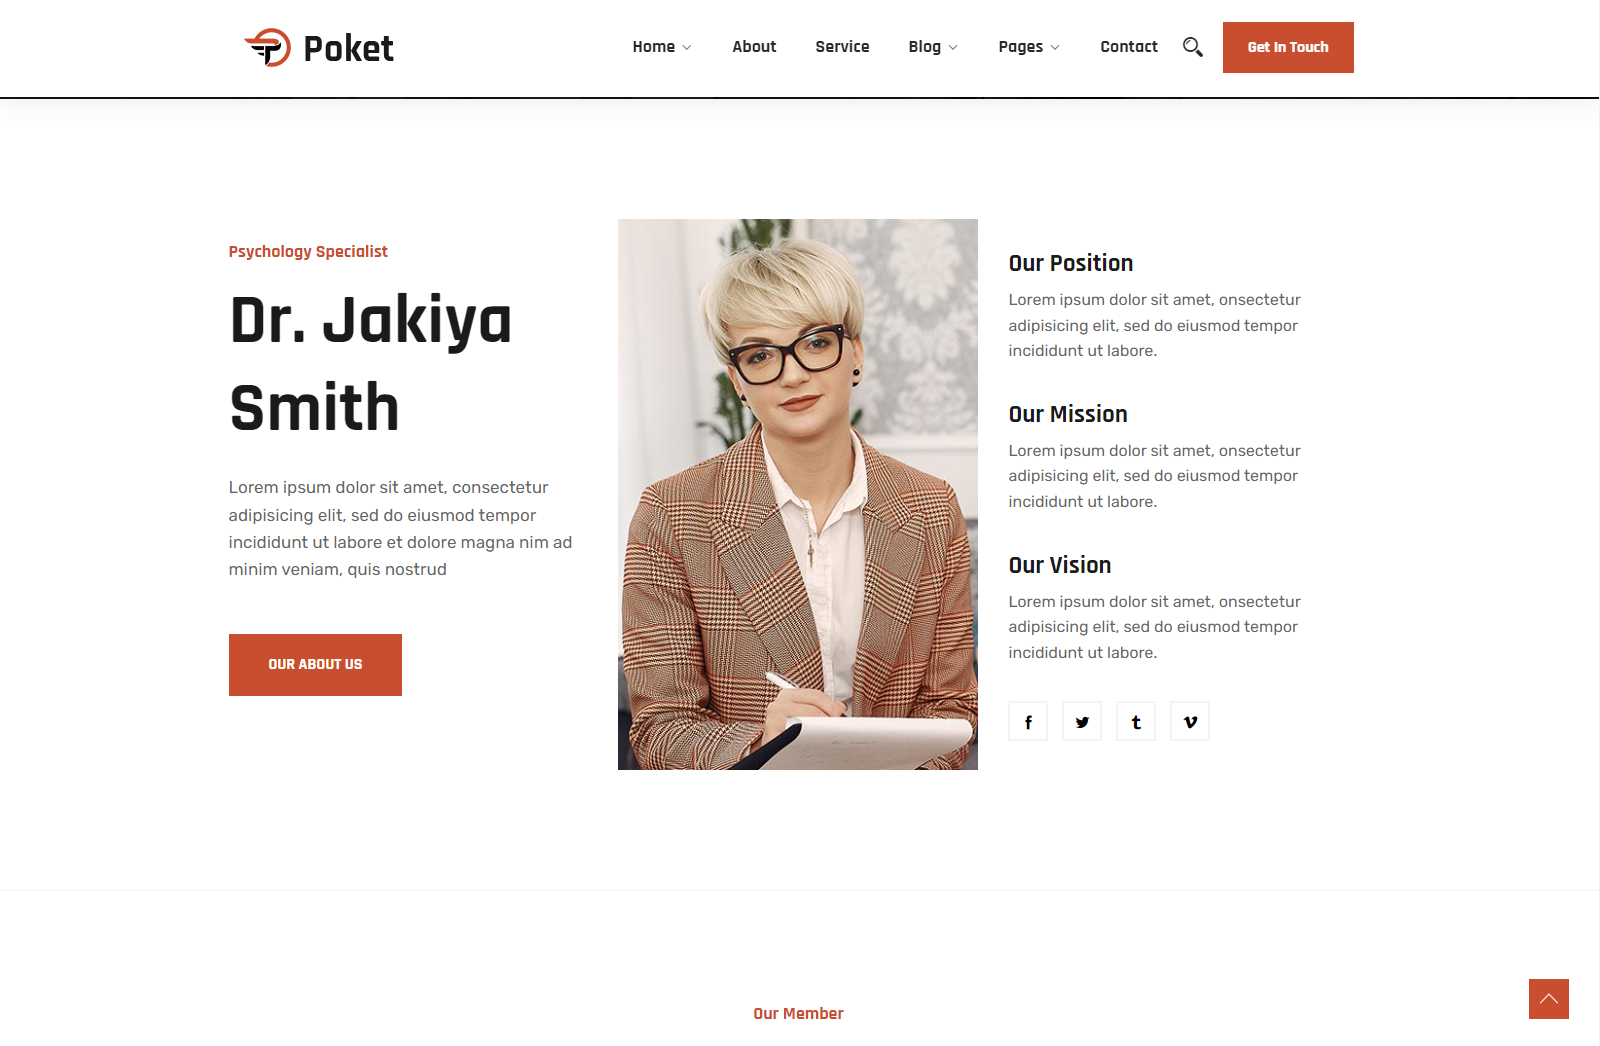 Poket
Home
About
Service
Blog
Pages
Contact
Get In Touch
Psychology Specialist
Dr. Jakiya
Smith
Lorem ipsum dolor sit amet, consectetur
adipisicing elit, sed do eiusmod tempor
incididunt ut labore et dolore magna nim ad
minim veniam, quis nostrud
OUR ABOUT US
Our Position
Lorem ipsum dolor sit amet, onsectetur
adipisicing elit, sed do eiusmod tempor
incididunt ut labore.
Our Mission
Lorem ipsum dolor sit amet, onsectetur
adipisicing elit, sed do eiusmod tempor
incididunt ut labore.
Our Vision
Lorem ipsum dolor sit amet, onsectetur
adipisicing elit, sed do eiusmod tempor
incididunt ut labore.
Our Member